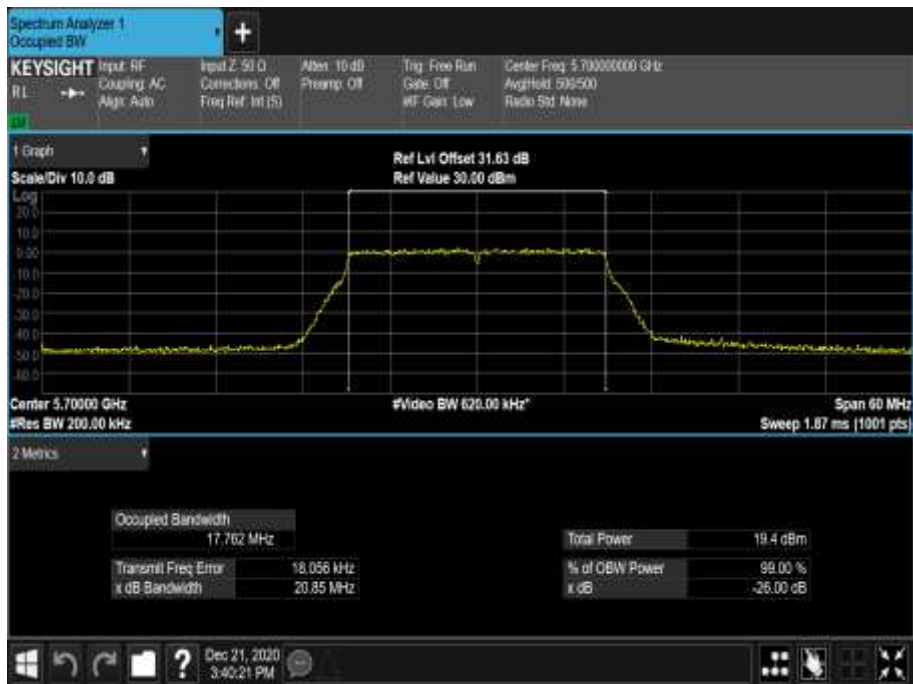 Spectrum Analyzer 1
Occupied BW
+
KEYSIGHT Input: RF Input Z: 50 Ω Atten: 10 dB Trig: Free Run Center Freq: 5.700000000 GHz
RL Coupling: AC Corrections: Off Preamp: Off Gate: Off Avg|Hold: 500/500
Align: Auto Freq Ref: Int (S) #IF Gain: Low Radio Std: None
1 Graph
Ref Lvl Offset 31.63 dB
Scale/Div 10.0 dB Ref Value 30.00 dBm
Log
20.0
10.0
0.00
-10.0
-20.0
-30.0
-40.0
-50.0
-60.0
Center 5.70000 GHz #Video BW 620.00 kHz* Span 60 MHz
#Res BW 200.00 kHz Sweep 1.87 ms (1001 pts)
2 Metrics
Occupied Bandwidth
17.762 MHz Total Power 19.4 dBm
Transmit Freq Error 18.056 kHz % of OBW Power 99.00 %
x dB Bandwidth 20.85 MHz x dB -26.00 dB
? Dec 21, 2020
3:40:21 PM